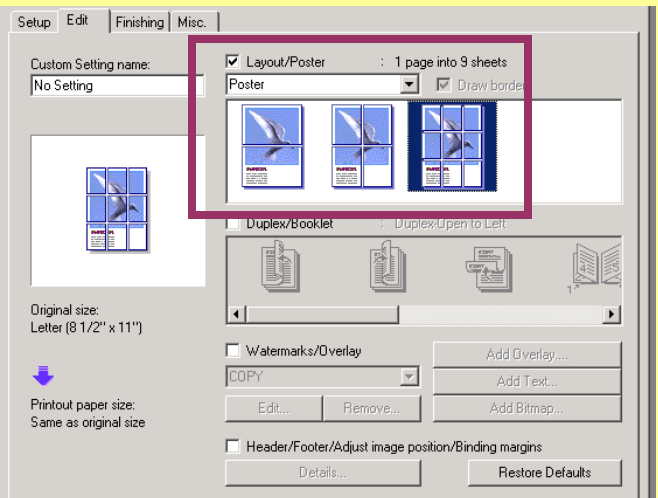 Setup Edit Finishing Misc.
Custom Setting name:
No Setting
Layout/Poster : 1 page into 9 sheets
Poster
Draw border
Duplex/Booklet : Duplex-Open to Left
Original size:
Letter (8 1/2" x 11")
Watermarks/Overlay
COPY
Edit... Remove...
Add Overlay....
Add Text...
Add Bitmap...
Printout paper size:
Same as original size
Header/Footer/Adjust image position/Binding margins
Details... Restore Defaults